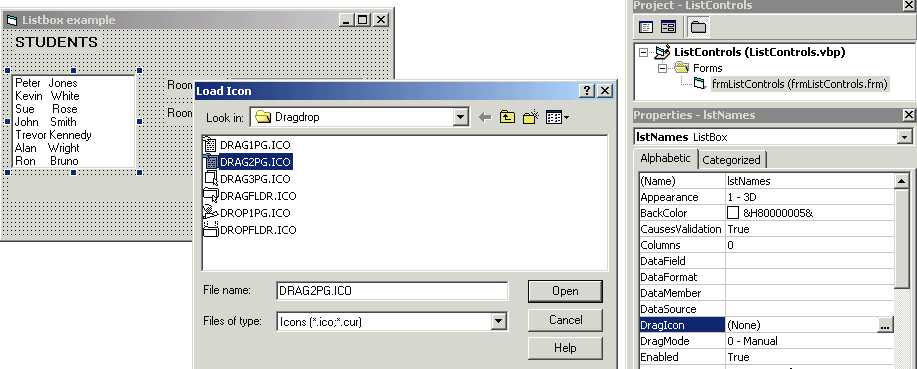 Listbox example
STUDENTS
Peter Jones
Kevin White
Sue Rose
John Smith
Trevor Kennedy
Alan Wright
Ron Bruno
Room
Room
Load Icon
Look in: Dragdrop
DRAG1PG.ICO
DRAG2PG.ICO
DRAG3PG.ICO
DRAGFLDR.ICO
DROP1PG.ICO
DROPFLDR.ICO
File name: DRAG2PG.ICO
Open
Files of type: Icons (*.ico;*.cur)
Cancel
Help
Project - ListControls
ListControls (ListControls.vbp)
Forms
frmListControls (frmListControls.frm)
Properties - lstNames
lstNames ListBox
Alphabetic Categorized
(Name) lstNames
Appearance 1 - 3D
BackColor &H80000005&
CausesValidation True
Columns 0
DataField
DataFormat
DataMember
DataSource
DragIcon (None) ...
DragMode 0 - Manual
Enabled True